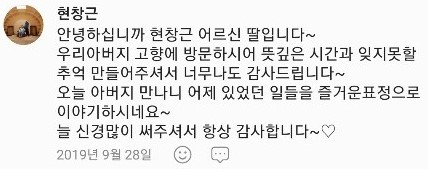 현창근
안녕하십니까 현창근 어르신 딸입니다~
우리아버지 고향에 방문하시어 뜻깊은 시간과 잊지못할
추억 만들어주셔서 너무나도 감사드립니다~
오늘 아버지 만나니 어제 있었던 일들을 즐거운표정으로
이야기하시네요~
늘 신경많이 써주셔서 항상 감사합니다~♡
2019년 9월 28일